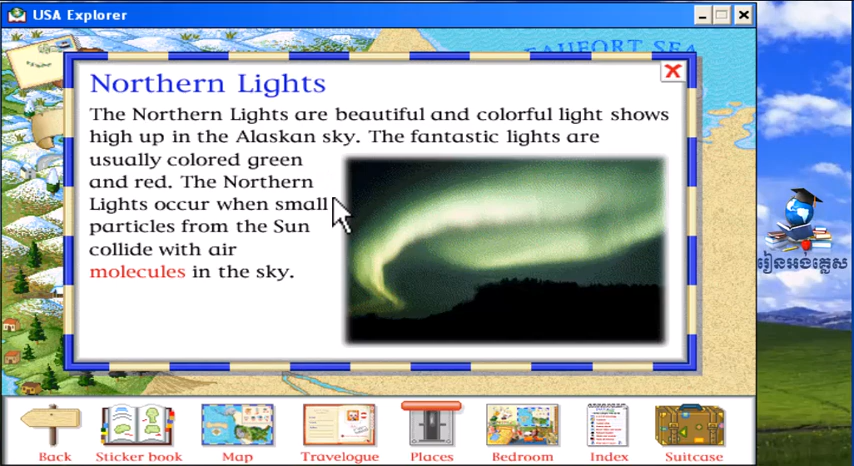 USA Explorer
BEAUFORT SEA
Northern Lights
The Northern Lights are beautiful and colorful light shows
high up in the Alaskan sky. The fantastic lights are
usually colored green
and red. The Northern
Lights occur when small
particles from the Sun
collide with air
molecules in the sky.
រៀនអង់គ្លេស
Back
Sticker book
Map
Travelogue
Places
Bedroom
Index
Suitcase